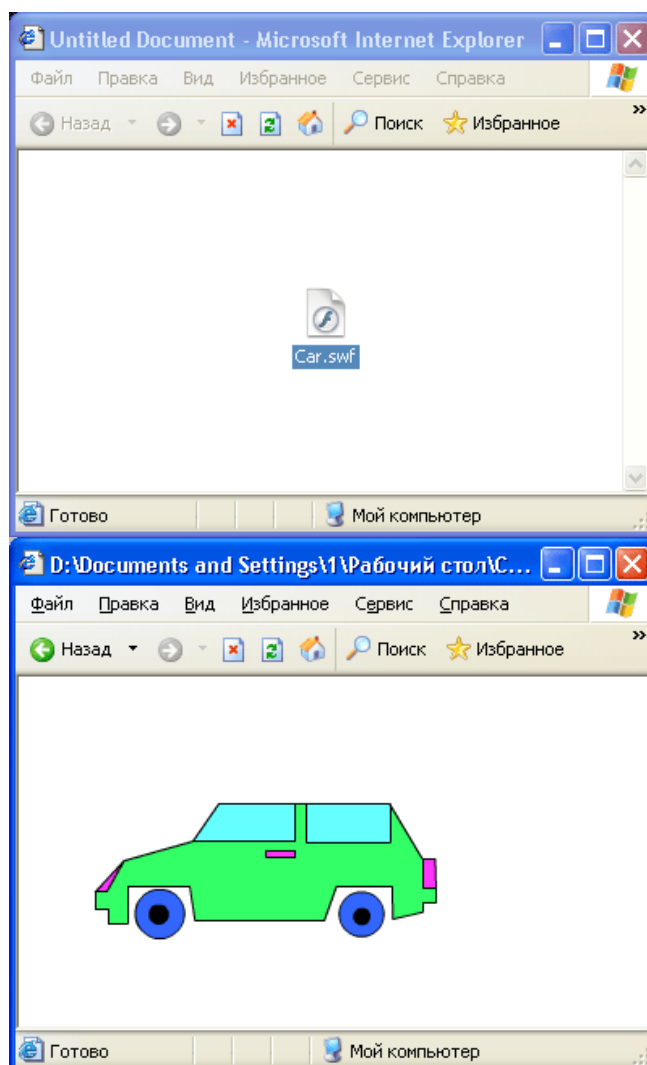 Untitled Document - Microsoft Internet Explorer
Файл Правка Вид Избранное Сервис Справка
Назад Поиск Избранное »
Car.swf
Готово Мой компьютер
D:\Documents and Settings\1\Рабочий стол\C...
Файл Правка Вид Избранное Сервис Справка
Назад Поиск Избранное »
Готово Мой компьютер